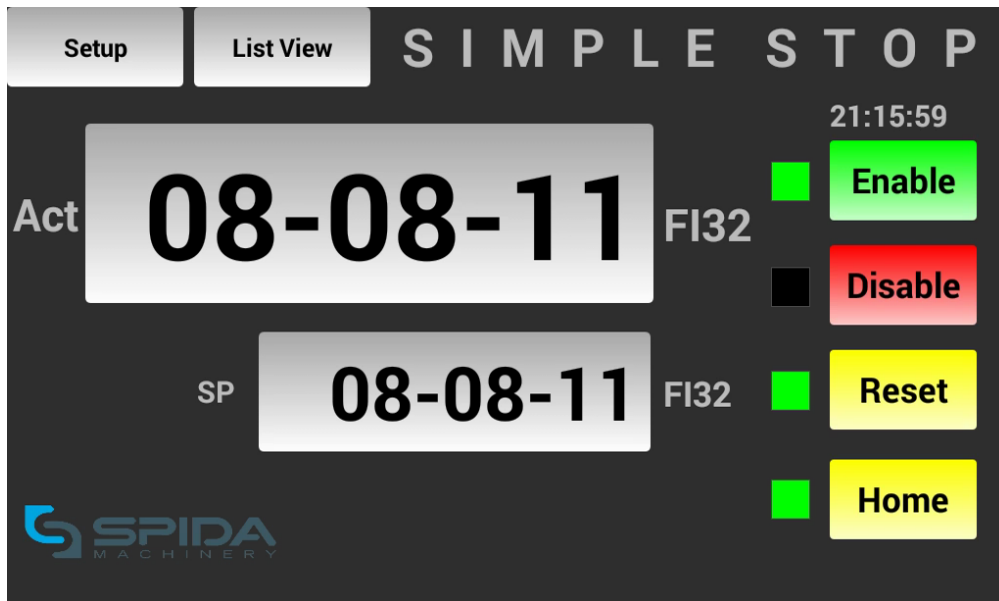 Setup
List View
SIMPLE STOP
21:15:59
Act
08-08-11
FI32
Enable
Disable
SP
08-08-11
FI32
Reset
Home
SPIDA
MACHINERY